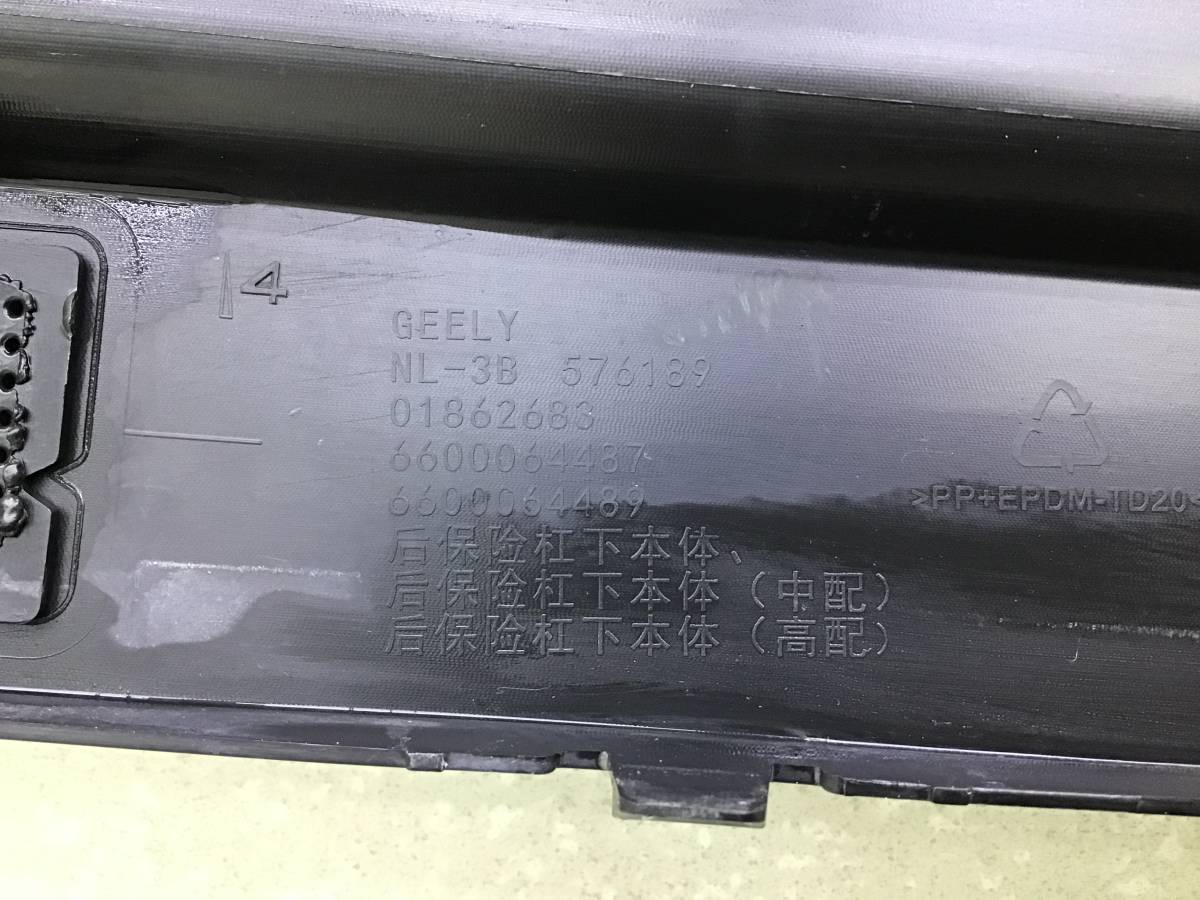 4
GEELY
NL-3B 576189
01862683
6600064487
6600064489
>PP+EPDM-TD20<
后保险杠下本体、
后保险杠下本体（中配）
后保险杠下本体（高配）